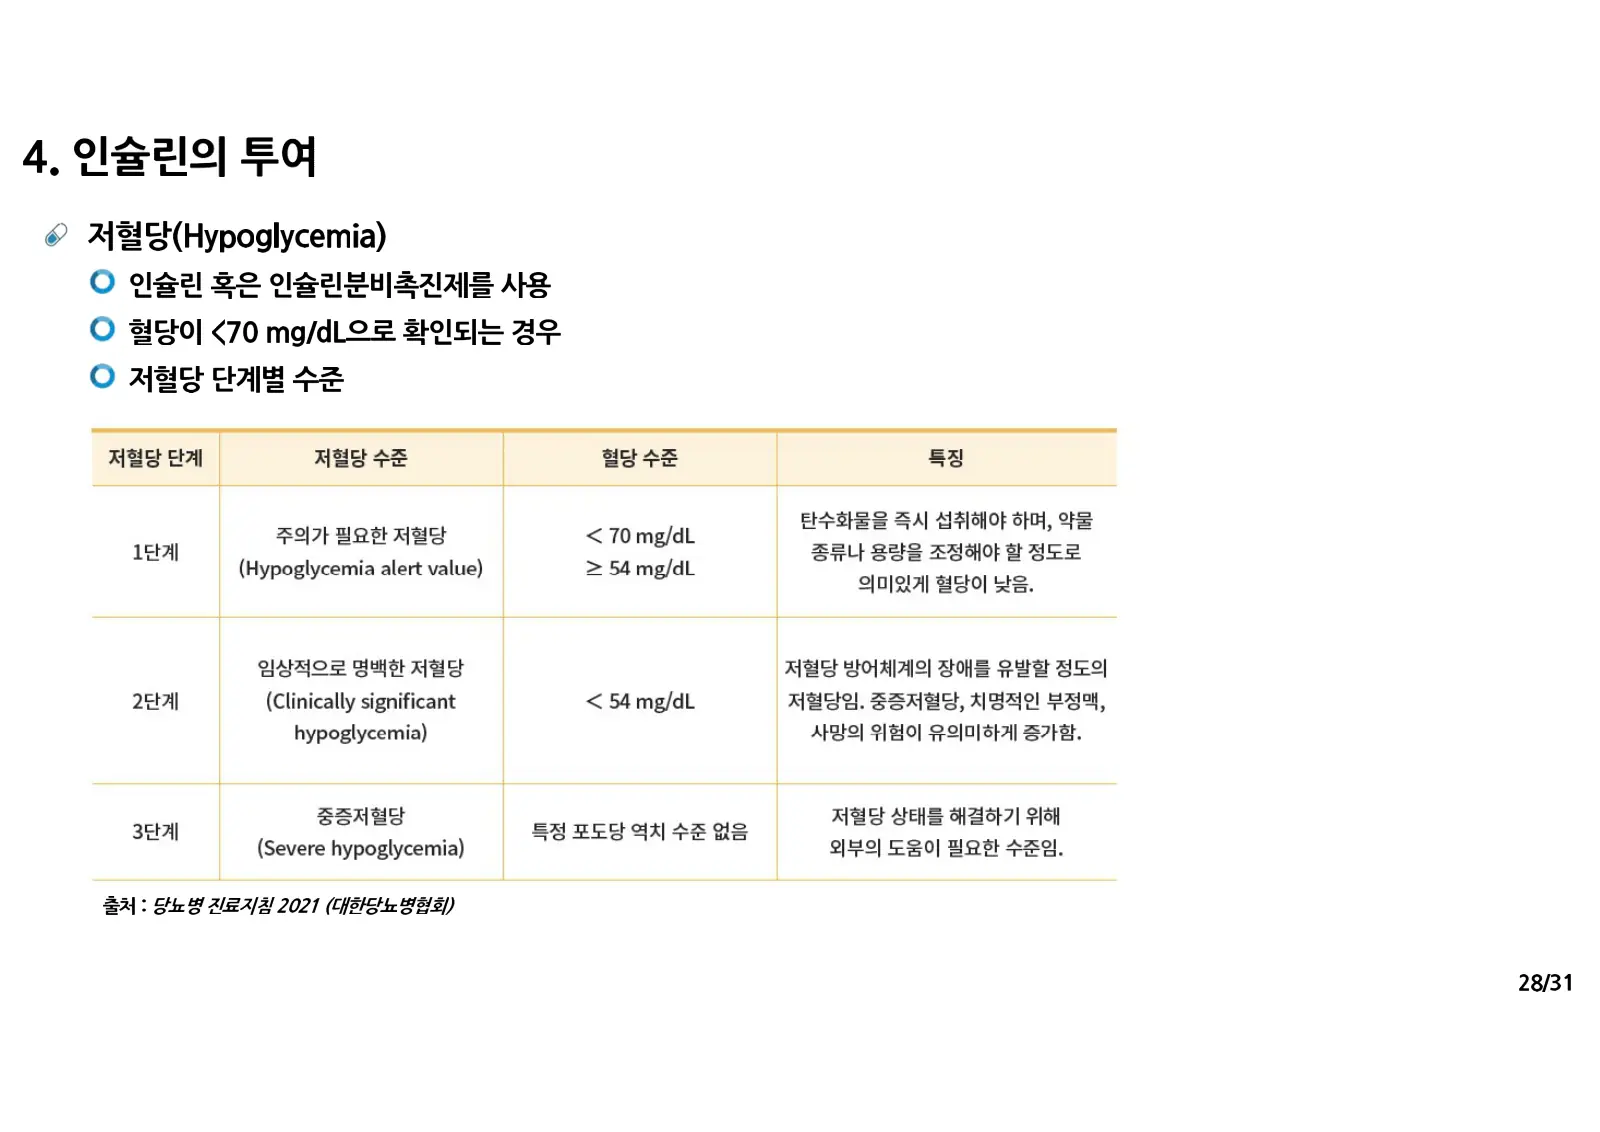 4. 인슐린의 투여
저혈당(Hypoglycemia)
인슐린 혹은 인슐린분비촉진제를 사용
혈당이 <70 mg/dL으로 확인되는 경우
저혈당 단계별 수준
저혈당 단계
저혈당 수준
혈당 수준
특징
1단계
주의가 필요한 저혈당
(Hypoglycemia alert value)
< 70 mg/dL
≥ 54 mg/dL
탄수화물을 즉시 섭취해야 하며, 약물
종류나 용량을 조정해야 할 정도로
의미있게 혈당이 낮음.
2단계
임상적으로 명백한 저혈당
(Clinically significant
hypoglycemia)
< 54 mg/dL
저혈당 방어체계의 장애를 유발할 정도의
저혈당임. 중증저혈당, 치명적인 부정맥,
사망의 위험이 유의미하게 증가함.
3단계
중증저혈당
(Severe hypoglycemia)
특정 포도당 역치 수준 없음
저혈당 상태를 해결하기 위해
외부의 도움이 필요한 수준임.
출처 : 당뇨병 진료지침 2021 (대한당뇨병협회)
28/31